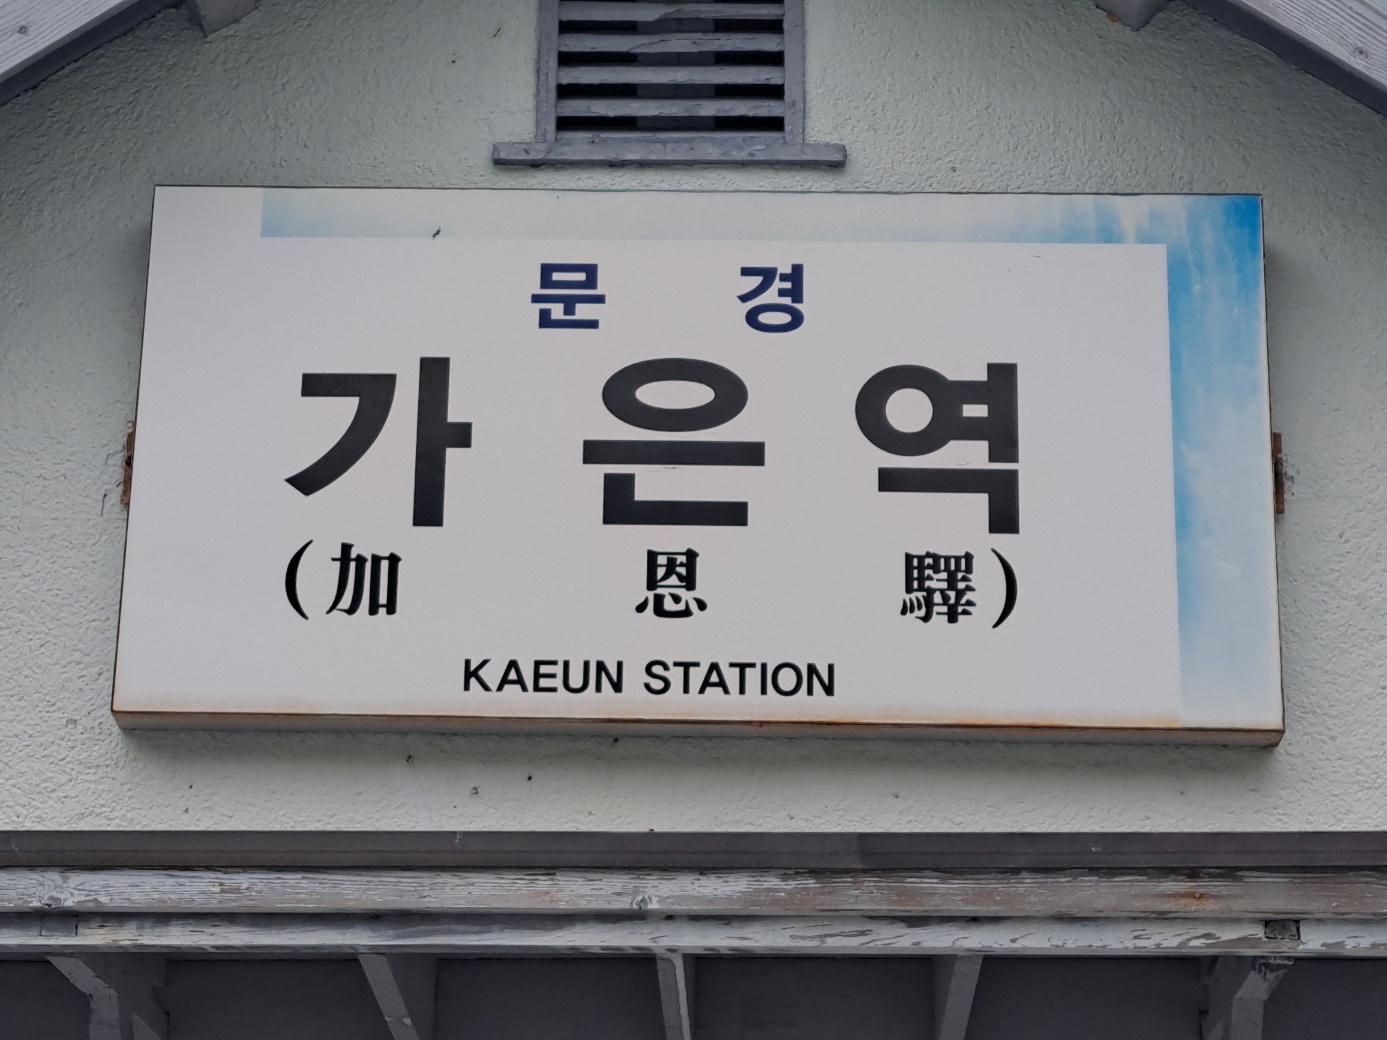 문 경
가 은 역
(加 恩 驛)
KAEUN STATION